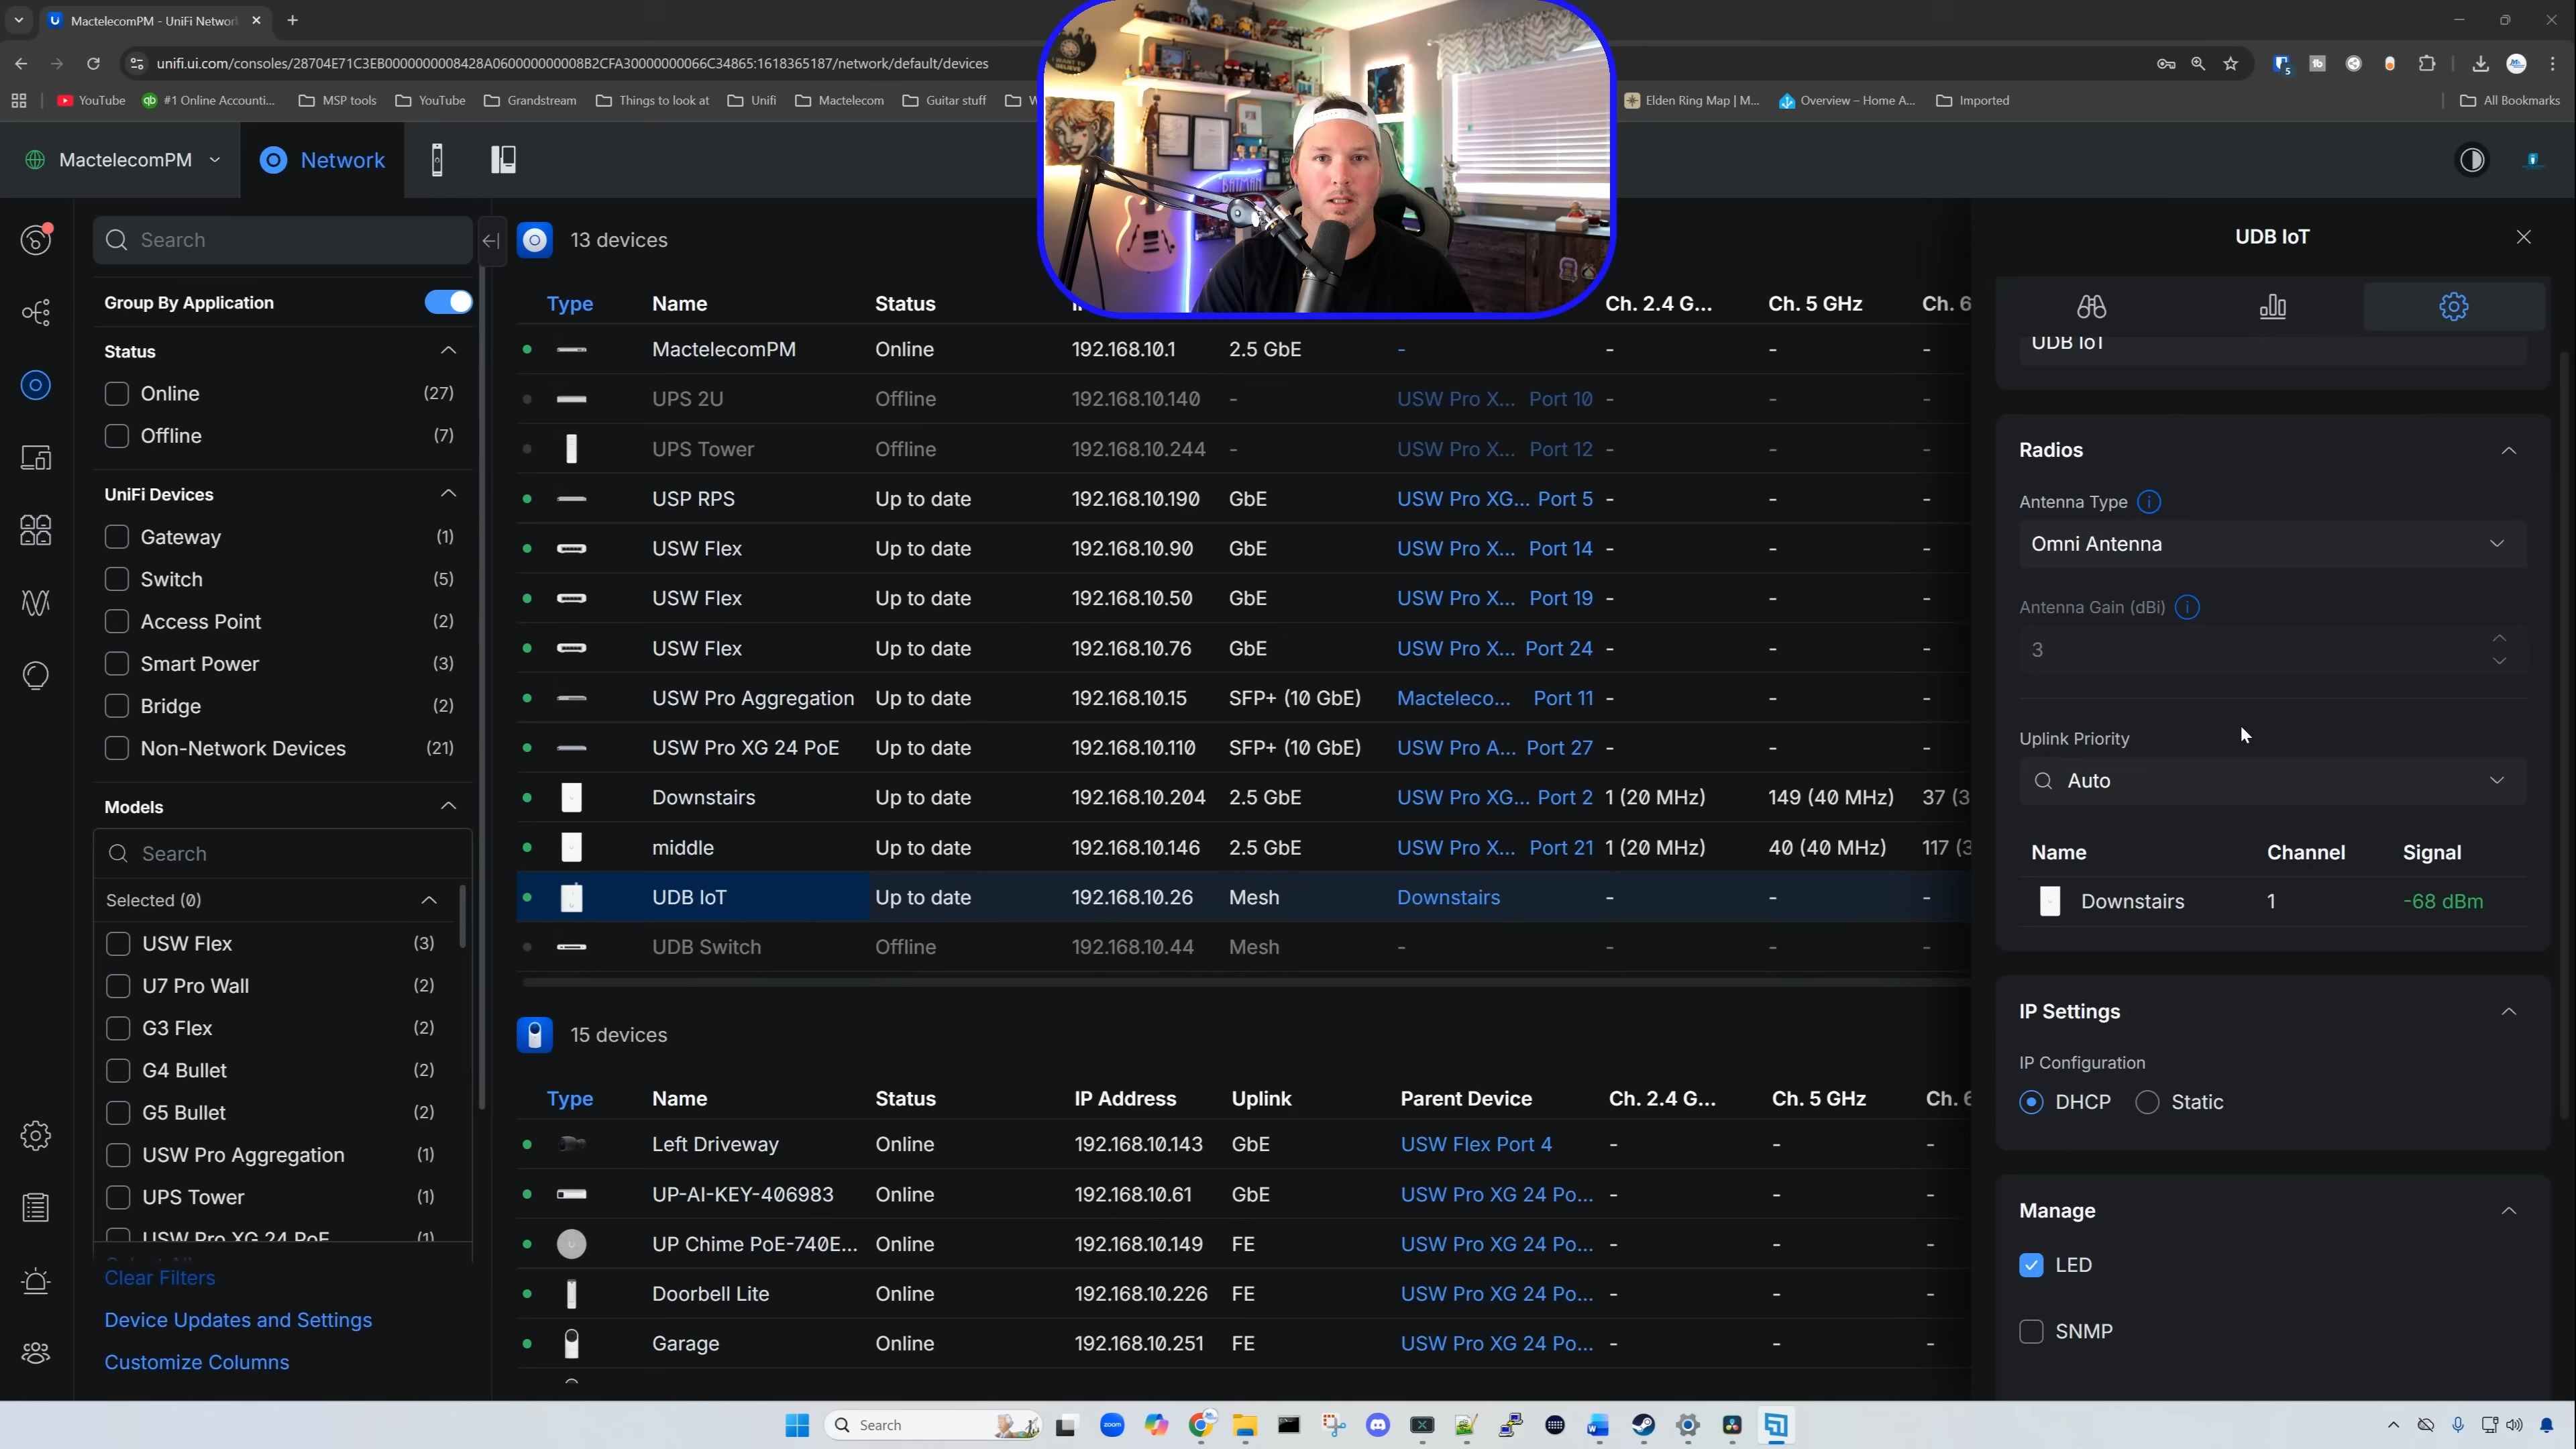 MactelecomPM - UniFi Networ
unifi.ui.com/consoles/28704E71C3EB0000000008428A060000000008B2CFA30000000066C34865:1618365187/network/default/devices
YouTube
#1 Online Accounti...
MSP tools
YouTube
Grandstream
Things to look at
Unifi
Mactelecom
Guitar stuff
Elden Ring Map | M...
Overview – Home A...
Imported
All Bookmarks
MactelecomPM
Network
Search
Group By Application
Status
Online (27)
Offline (7)
UniFi Devices
Gateway (1)
Switch (5)
Access Point (2)
Smart Power (3)
Bridge (2)
Non-Network Devices (21)
Models
Search
Selected (0)
USW Flex (3)
U7 Pro Wall (2)
G3 Flex (2)
G4 Bullet (2)
G5 Bullet (2)
USW Pro Aggregation (1)
UPS Tower (1)
USW Pro XG 24 PoE (1)
Clear Filters
Device Updates and Settings
Customize Columns
13 devices
Type Name Status Ch. 2.4 G... Ch. 5 GHz Ch. 6
MactelecomPM Online 192.168.10.1 2.5 GbE - - - -
UPS 2U Offline 192.168.10.140 - USW Pro X... Port 10 - - -
UPS Tower Offline 192.168.10.244 - USW Pro X... Port 12 - - -
USP RPS Up to date 192.168.10.190 GbE USW Pro XG... Port 5 - - -
USW Flex Up to date 192.168.10.90 GbE USW Pro X... Port 14 - - -
USW Flex Up to date 192.168.10.50 GbE USW Pro X... Port 19 - - -
USW Flex Up to date 192.168.10.76 GbE USW Pro X... Port 24 - - -
USW Pro Aggregation Up to date 192.168.10.15 SFP+ (10 GbE) Macteleco... Port 11 - - -
USW Pro XG 24 PoE Up to date 192.168.10.110 SFP+ (10 GbE) USW Pro A... Port 27 - - -
Downstairs Up to date 192.168.10.204 2.5 GbE USW Pro XG... Port 2 1 (20 MHz) 149 (40 MHz) 37 (3
middle Up to date 192.168.10.146 2.5 GbE USW Pro X... Port 21 1 (20 MHz) 40 (40 MHz) 117 (3
UDB IoT Up to date 192.168.10.26 Mesh Downstairs - - -
UDB Switch Offline 192.168.10.44 Mesh - - - -
15 devices
Type Name Status IP Address Uplink Parent Device Ch. 2.4 G... Ch. 5 GHz Ch. 6
Left Driveway Online 192.168.10.143 GbE USW Flex Port 4 - - -
UP-AI-KEY-406983 Online 192.168.10.61 GbE USW Pro XG 24 Po... - - -
UP Chime PoE-740E... Online 192.168.10.149 FE USW Pro XG 24 Po... - - -
Doorbell Lite Online 192.168.10.226 FE USW Pro XG 24 Po... - - -
Garage Online 192.168.10.251 FE USW Pro XG 24 Po... - - -
UDB IoT
UDB IoT
Radios
Antenna Type
Omni Antenna
Antenna Gain (dBi)
3
Uplink Priority
Auto
Name Channel Signal
Downstairs 1 -68 dBm
IP Settings
IP Configuration
DHCP Static
Manage
LED
SNMP
Search
zoom